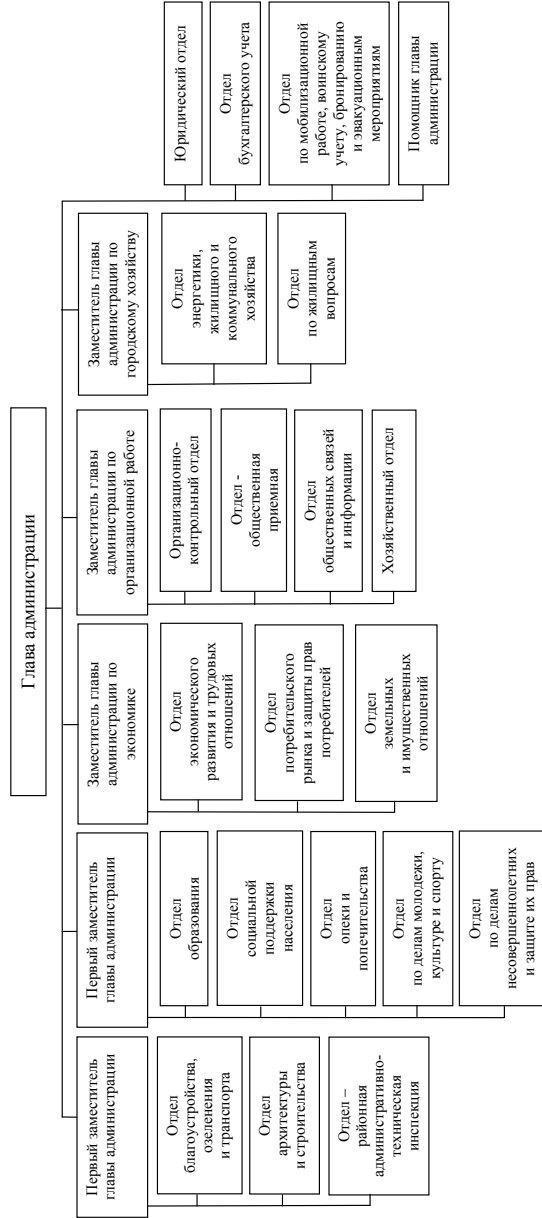 Глава администрации
Первый заместитель
главы администрации
Отдел
благоустройства,
озеленения
и транспорта
Отдел
архитектуры
и строительства
Отдел –
районная
административно-
техническая
инспекция
Первый заместитель
главы администрации
Отдел
образования
Отдел
социальной
поддержки
населения
Отдел
опеки и
попечительства
Отдел
по делам молодежи,
культуре и спорту
Отдел
по делам
несовершеннолетних
и защите их прав
Заместитель главы
администрации по
экономике
Отдел
экономического
развития и трудовых
отношений
Отдел
потребительского
рынка и защиты прав
потребителей
Отдел
земельных
и имущественных
отношений
Заместитель главы
администрации по
организационной работе
Организационно-
контрольный отдел
Отдел -
общественная
приемная
Отдел
общественных связей
и информации
Хозяйственный отдел
Заместитель главы
администрации по
городскому хозяйству
Отдел
энергетики,
жилищного и
коммунального
хозяйства
Отдел
по жилищным
вопросам
Юридический отдел
Отдел
бухгалтерского учета
Отдел
по мобилизационной
работе, воинскому
учету, бронированию
и эвакуационным
мероприятиям
Помощник главы
администрации